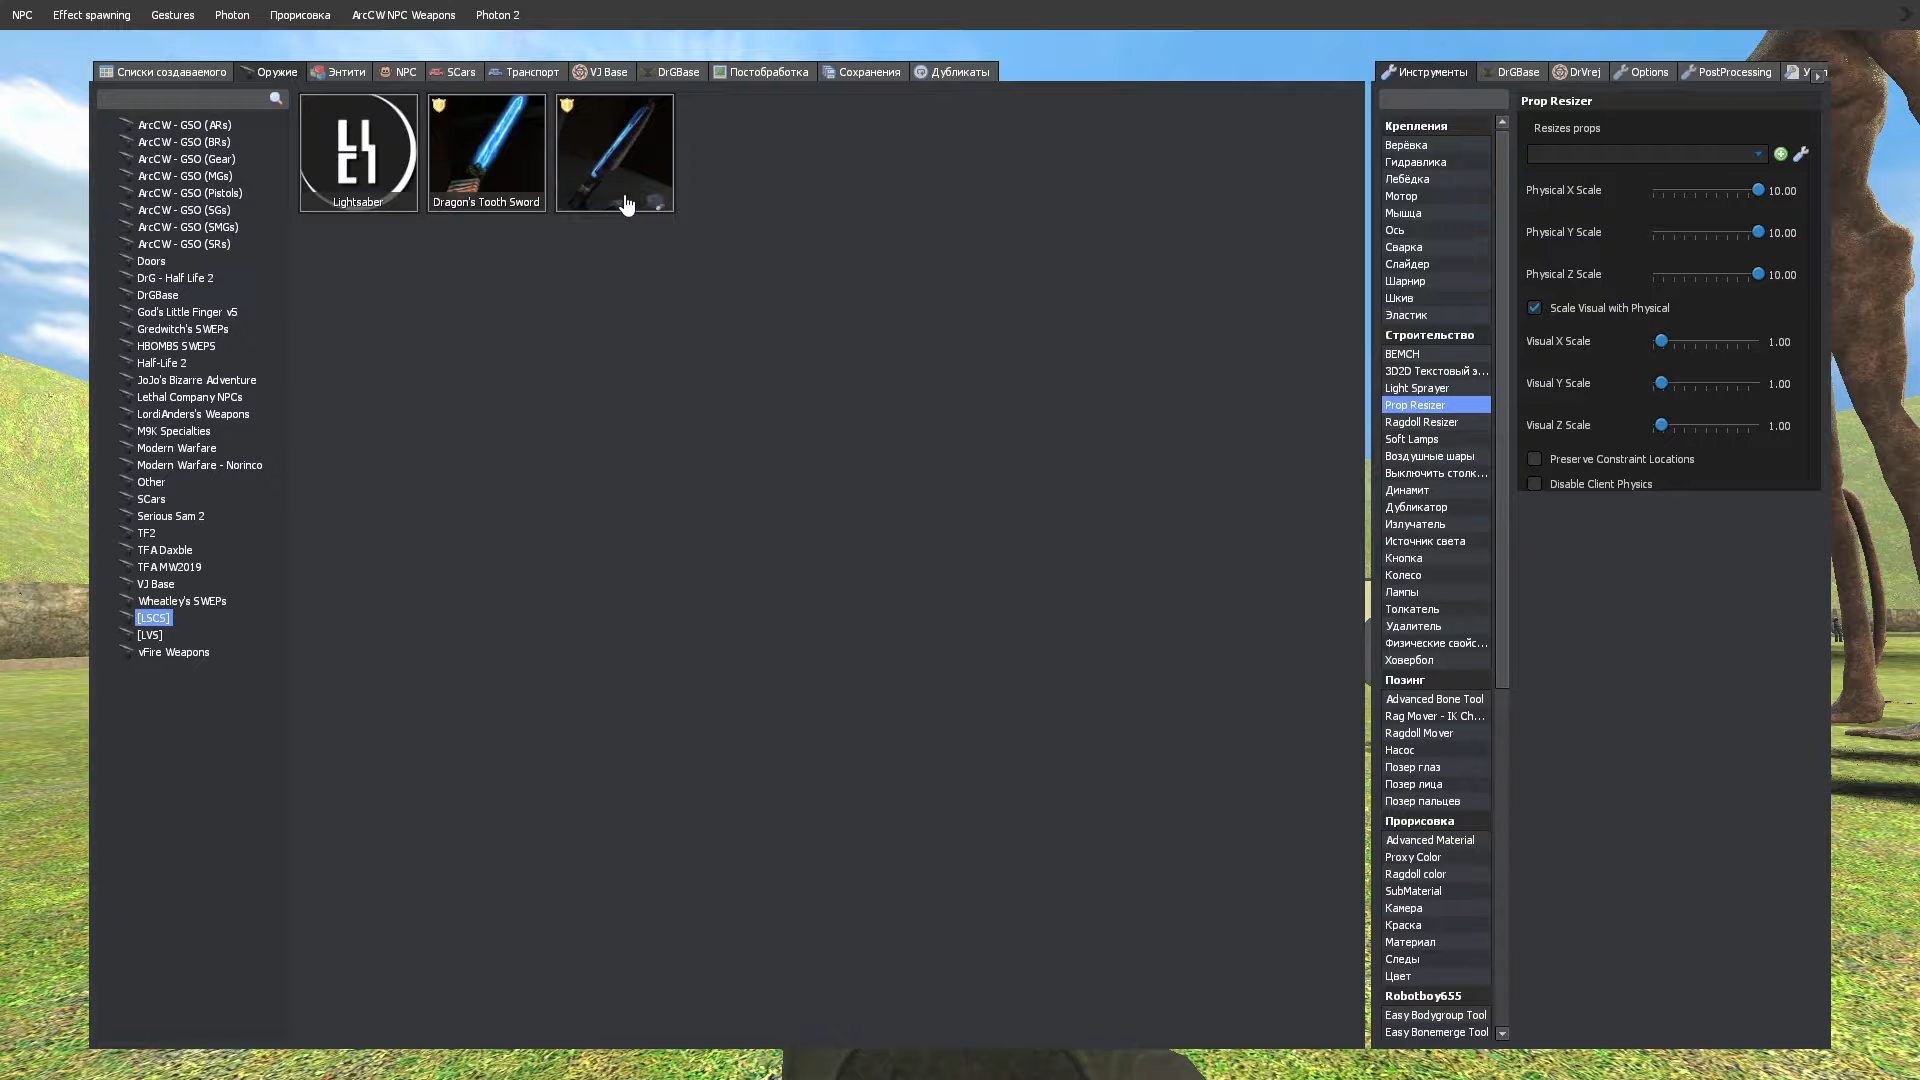 NPC Effect spawning Gestures Photon Прорисовка ArcCW NPC Weapons Photon 2
Списки создаваемого Оружие Энтити NPC SCars Транспорт VJ Base DrGBase Постобработка Сохранения Дубликаты
ArcCW - GSO (ARs)
ArcCW - GSO (BRs)
ArcCW - GSO (Gear)
ArcCW - GSO (MGs)
ArcCW - GSO (Pistols)
ArcCW - GSO (SGs)
ArcCW - GSO (SMGs)
ArcCW - GSO (SRs)
Doors
DrG - Half Life 2
DrGBase
God's Little Finger v5
Gredwitch's SWEPs
HBOMBS SWEPS
Half-Life 2
JoJo's Bizarre Adventure
Lethal Company NPCs
LordiAnders's Weapons
M9K Specialties
Modern Warfare
Modern Warfare - Norinco
Other
SCars
Serious Sam 2
TF2
TFA Daxble
TFA MW2019
VJ Base
Wheatley's SWEPs
[LSCS]
[LVS]
vFire Weapons
Lightsaber
Dragon's Tooth Sword
Инструменты DrGBase DrVrej Options PostProcessing
Крепления
Верёвка
Гидравлика
Лебёдка
Мотор
Мышца
Ось
Сварка
Слайдер
Шарнир
Шкив
Эластик
Строительство
BEMCH
3D2D Текстовый э...
Light Sprayer
Prop Resizer
Ragdoll Resizer
Soft Lamps
Воздушные шары
Выключить столк...
Динамит
Дубликатор
Излучатель
Источник света
Кнопка
Колесо
Лампы
Толкатель
Удалитель
Физические свойс...
Ховербол
Позинг
Advanced Bone Tool
Rag Mover - IK Ch...
Ragdoll Mover
Насос
Позер глаз
Позер лица
Позер пальцев
Прорисовка
Advanced Material
Proxy Color
Ragdoll color
SubMaterial
Камера
Краска
Материал
Следы
Цвет
Robotboy655
Easy Bodygroup Tool
Easy Bonemerge Tool
Prop Resizer
Resizes props
Physical X Scale 10.00
Physical Y Scale 10.00
Physical Z Scale 10.00
Scale Visual with Physical
Visual X Scale 1.00
Visual Y Scale 1.00
Visual Z Scale 1.00
Preserve Constraint Locations
Disable Client Physics